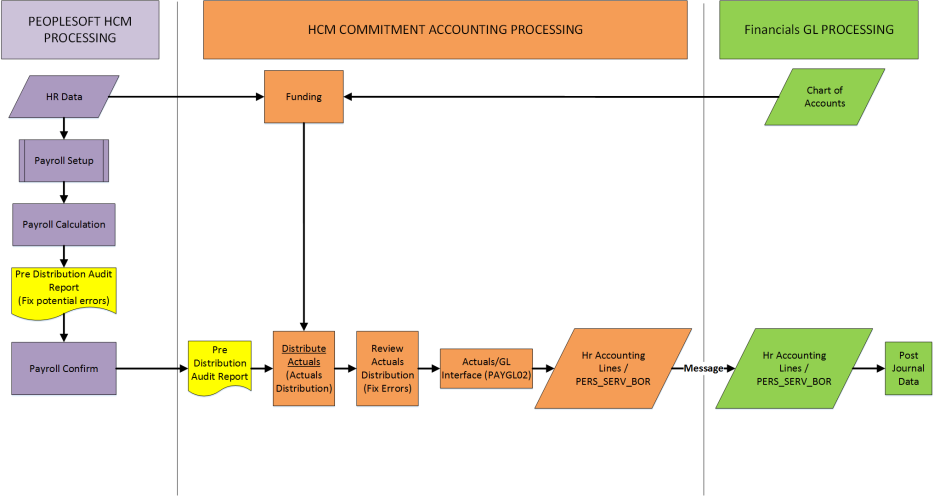 PEOPLESOFT HCM
PROCESSING
HCM COMMITMENT ACCOUNTING PROCESSING
Financials GL PROCESSING
HR Data
Funding
Chart of
Accounts
Payroll Setup
Payroll Calculation
Pre Distribution Audit
Report
(Fix potential errors)
Payroll Confirm
Pre
Distribution
Audit Report
Distribute
Actuals
(Actuals
Distribution)
Review
Actuals
Distribution
(Fix Errors)
Actuals/GL
Interface (PAYGL02)
Hr Accounting
Lines /
PERS_SERV_BOR
Message
Hr Accounting
Lines /
PERS_SERV_BOR
Post
Journal
Data